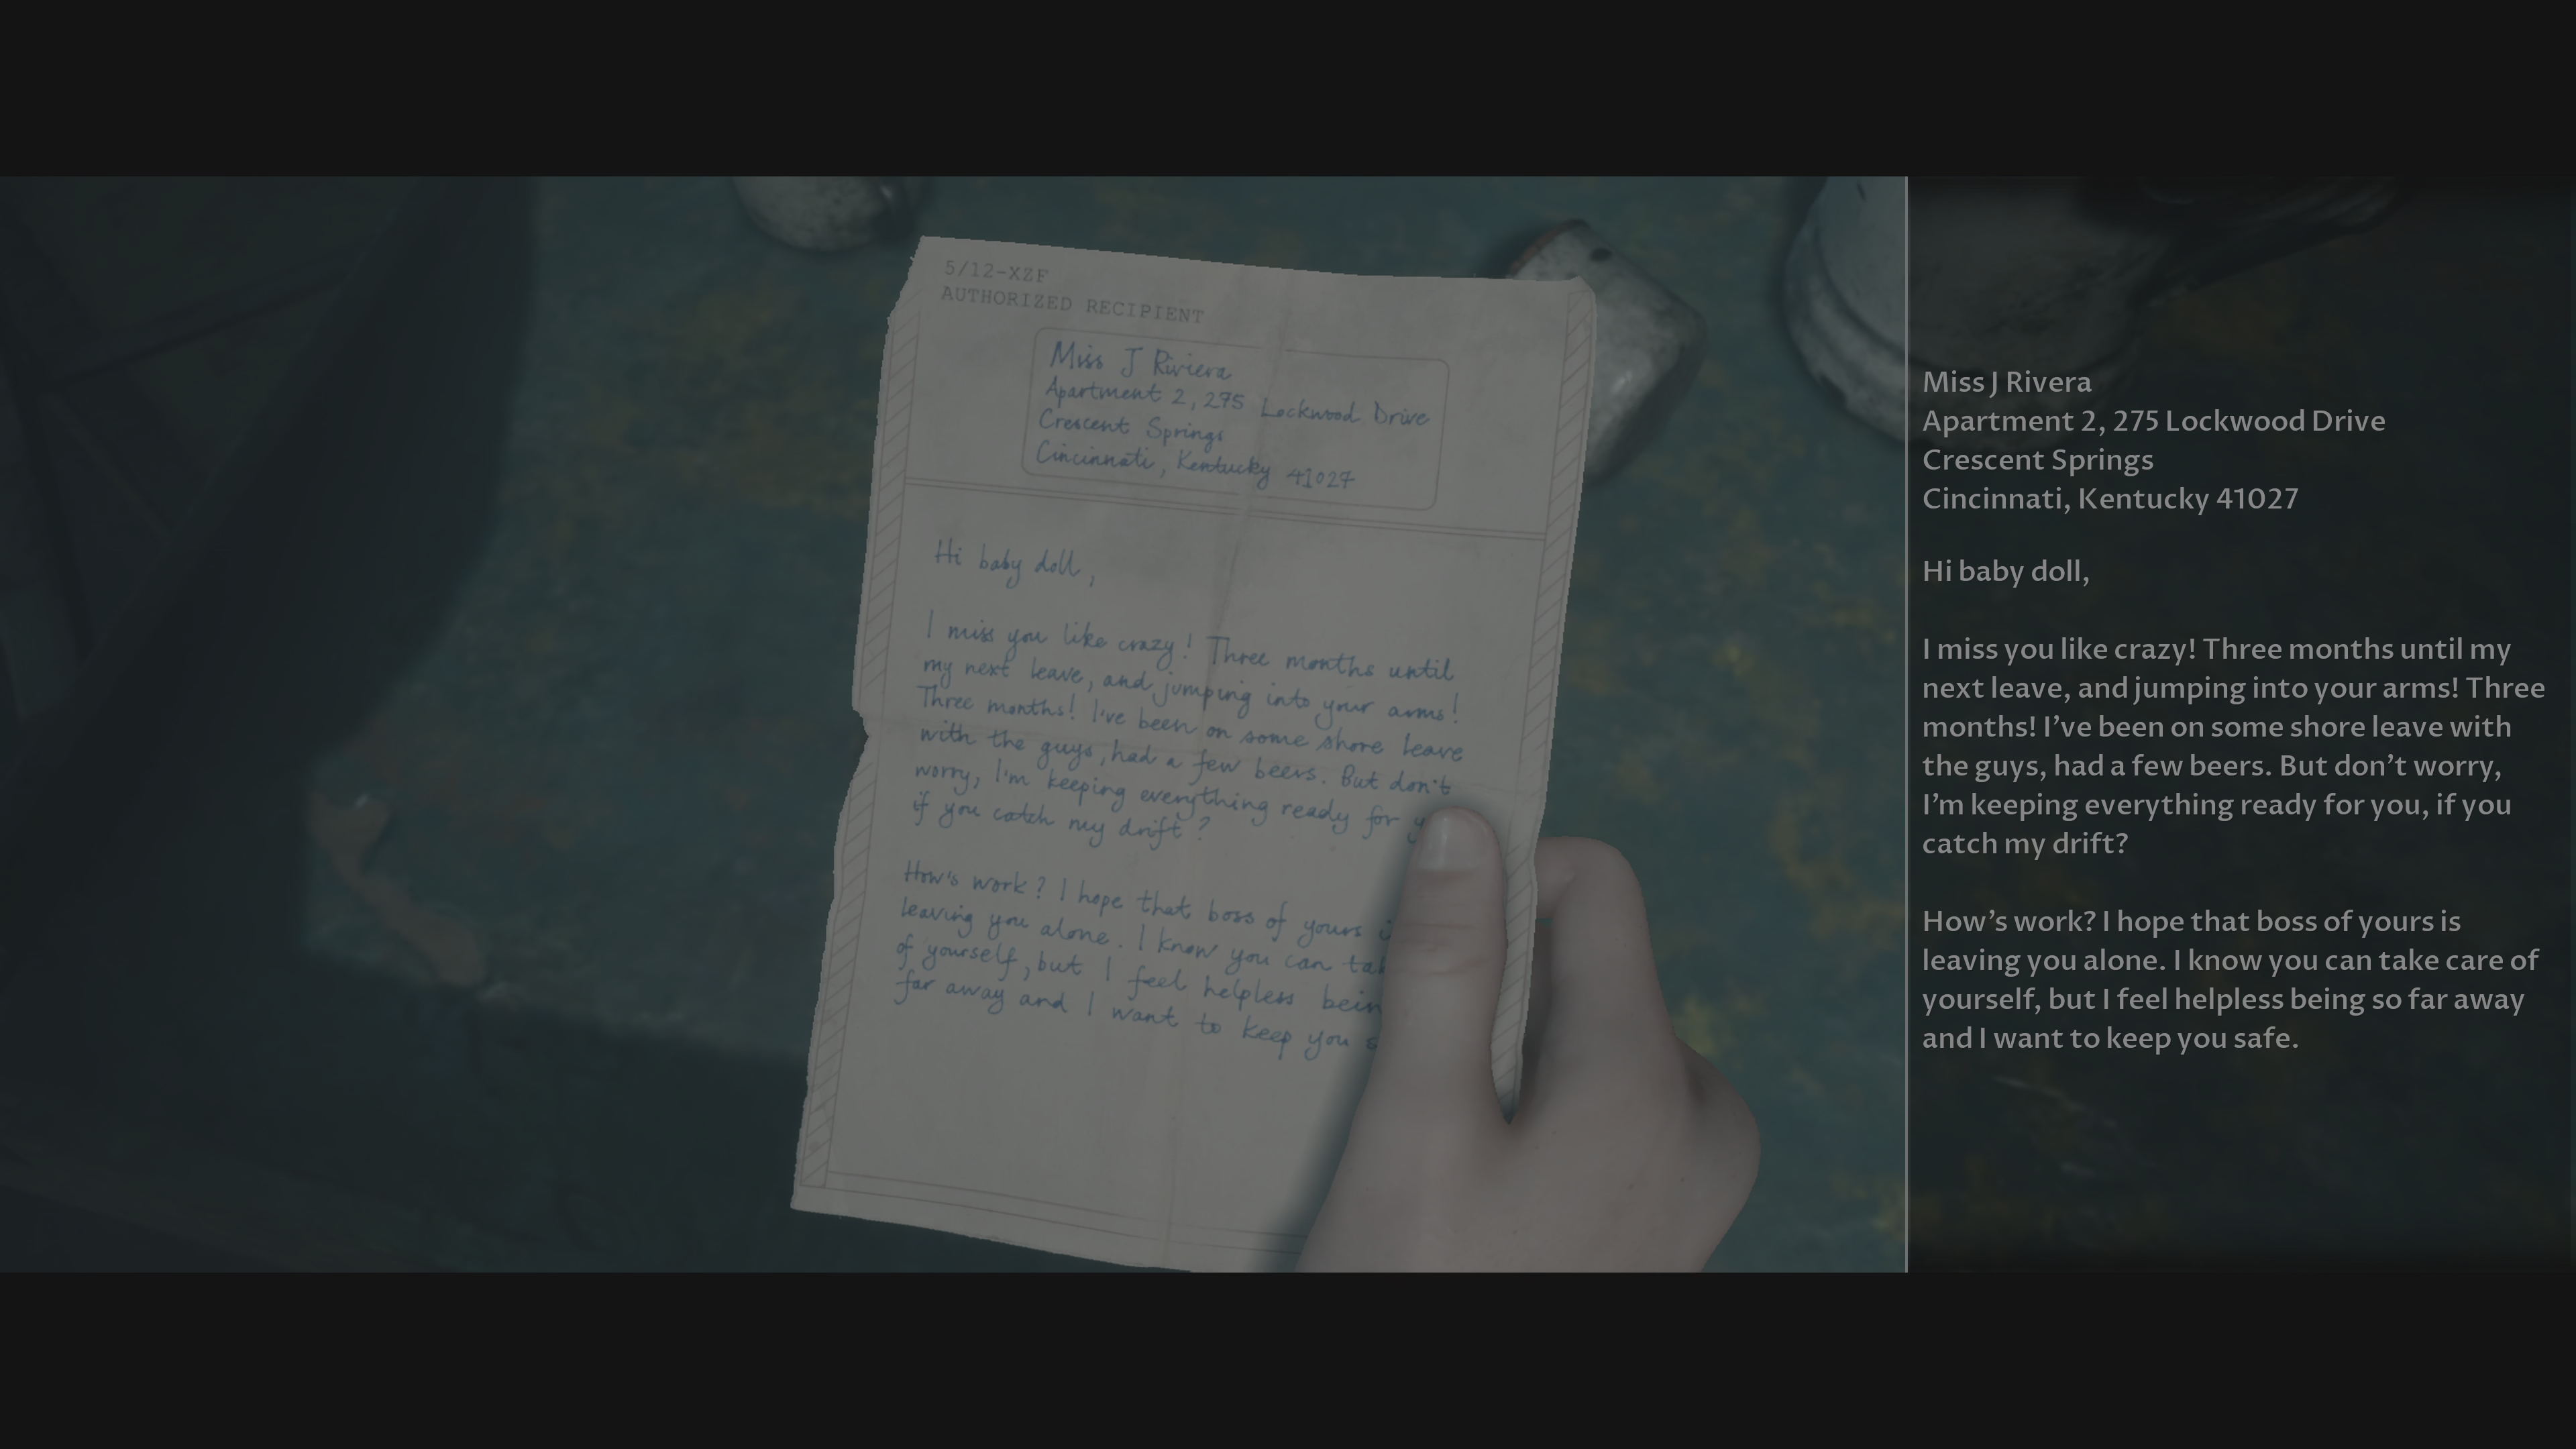 5/12-XZF
AUTHORIZED RECIPIENT
Miss J Riviera
Apartment 2, 275 Lockwood Drive
Crescent Springs
Cincinnati, Kentucky 41027
Hi baby doll,
I miss you like crazy! Three months until
my next leave, and jumping into your arms!
Three months! I've been on some shore leave
with the guys, had a few beers. But don't
worry, I'm keeping everything ready for
if you catch my drift?
How's work? I hope that boss of yours
leaving you alone. I know you can
of yourself, but I feel helpless
far away and I want to keep you
Miss J Rivera
Apartment 2, 275 Lockwood Drive
Crescent Springs
Cincinnati, Kentucky 41027
Hi baby doll,
I miss you like crazy! Three months until my
next leave, and jumping into your arms! Three
months! I've been on some shore leave with
the guys, had a few beers. But don't worry,
I'm keeping everything ready for you, if you
catch my drift?
How's work? I hope that boss of yours is
leaving you alone. I know you can take care of
yourself, but I feel helpless being so far away
and I want to keep you safe.